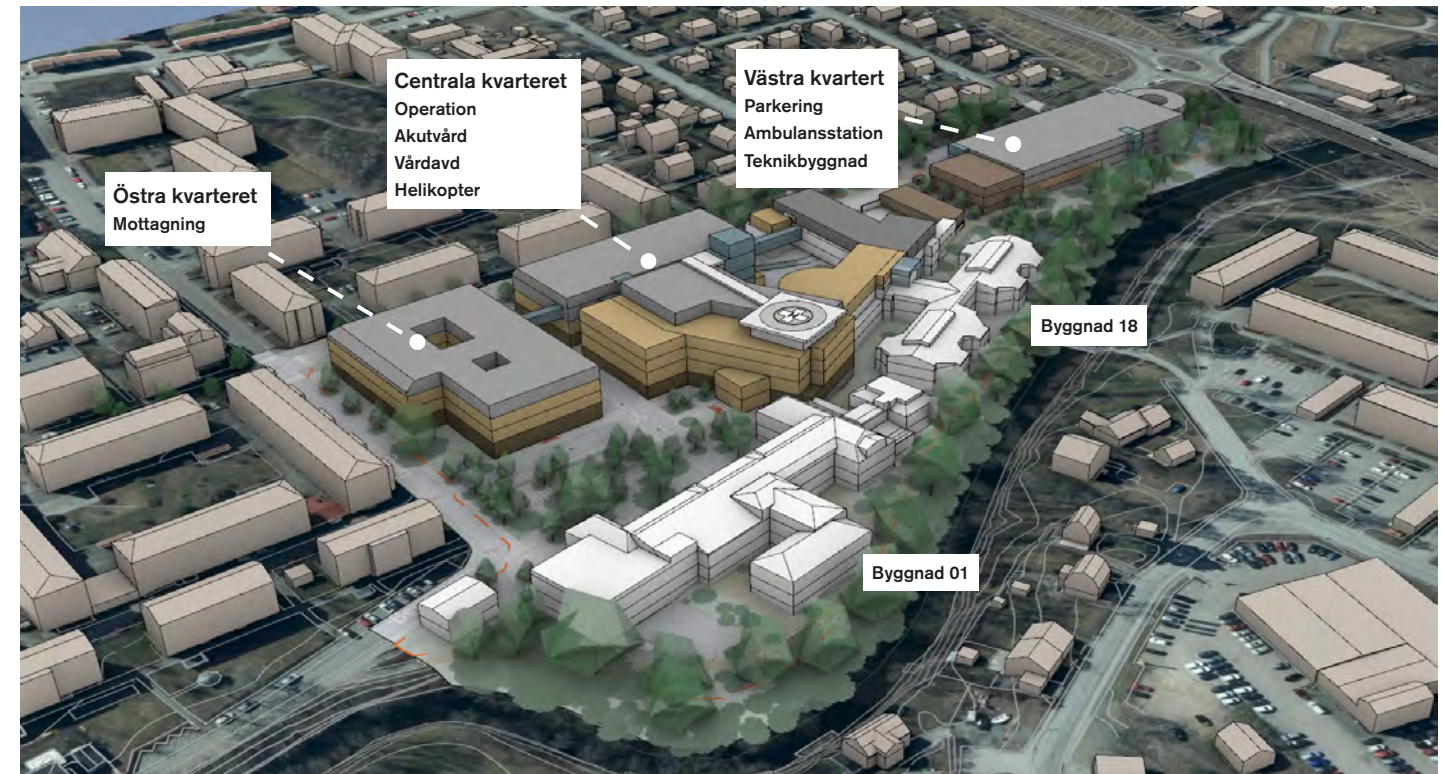 Östra kvarteret
Mottagning
Centrala kvarteret
Operation
Akutvård
Vårdavd
Helikopter
Västra kvartert
Parkering
Ambulansstation
Teknikbyggnad
Byggnad 18
Byggnad 01